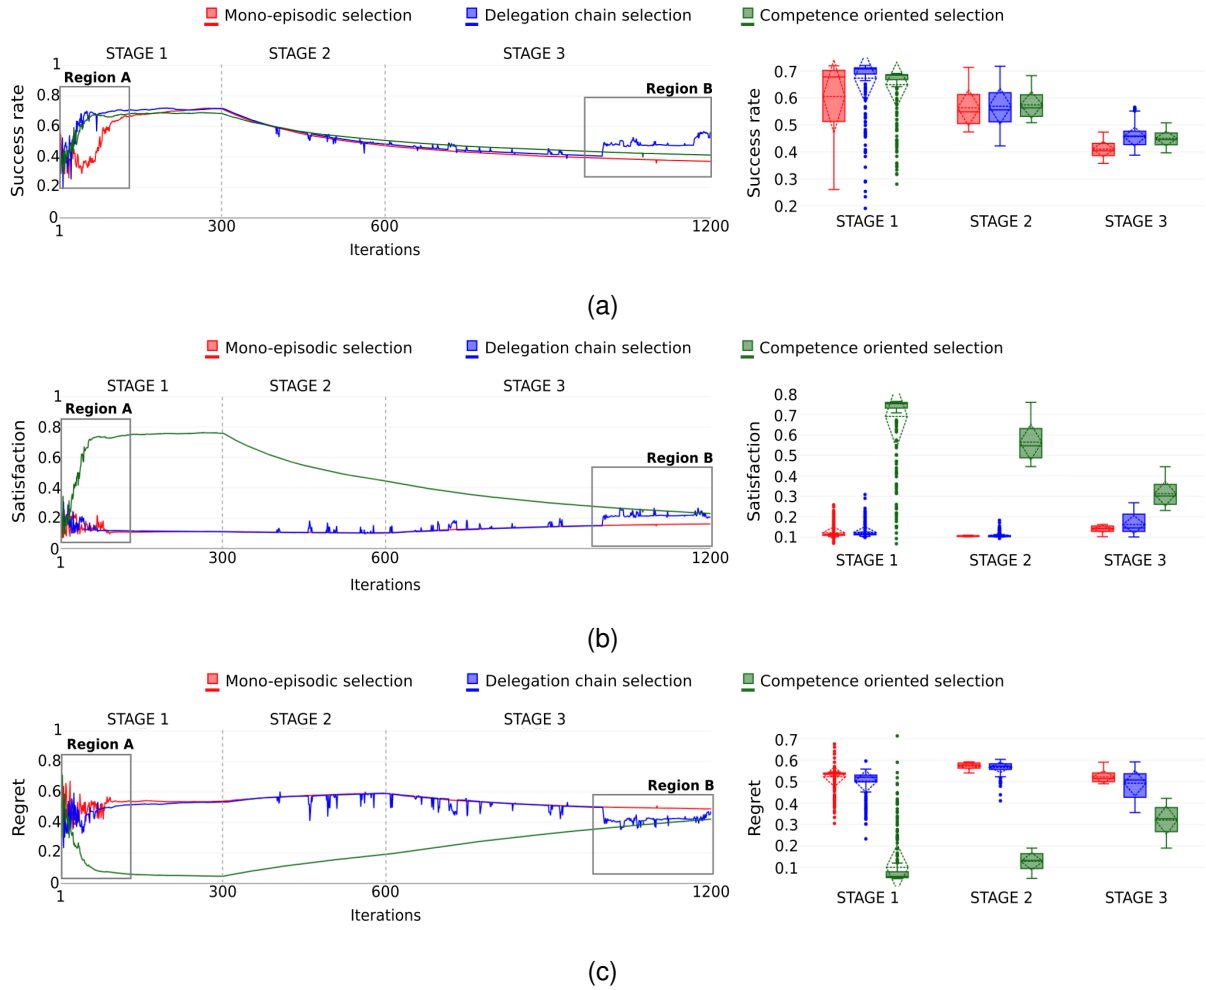 Mono-episodic selection Delegation chain selection Competence oriented selection
STAGE 1 STAGE 2 STAGE 3
Region A
Region B
Success rate
1
0.8
0.6
0.4
0.2
0
1 300 600 1200
Iterations
Success rate
0.7
0.6
0.5
0.4
0.3
0.2
STAGE 1 STAGE 2 STAGE 3
(a)
Mono-episodic selection Delegation chain selection Competence oriented selection
STAGE 1 STAGE 2 STAGE 3
Region A
Region B
Satisfaction
1
0.8
0.6
0.4
0.2
0
1 300 600 1200
Iterations
Satisfaction
0.8
0.7
0.6
0.5
0.4
0.3
0.2
0.1
STAGE 1 STAGE 2 STAGE 3
(b)
Mono-episodic selection Delegation chain selection Competence oriented selection
STAGE 1 STAGE 2 STAGE 3
Region A
Region B
Regret
1
0.8
0.6
0.4
0.2
0
1 300 600 1200
Iterations
Regret
0.7
0.6
0.5
0.4
0.3
0.2
0.1
STAGE 1 STAGE 2 STAGE 3
(c)